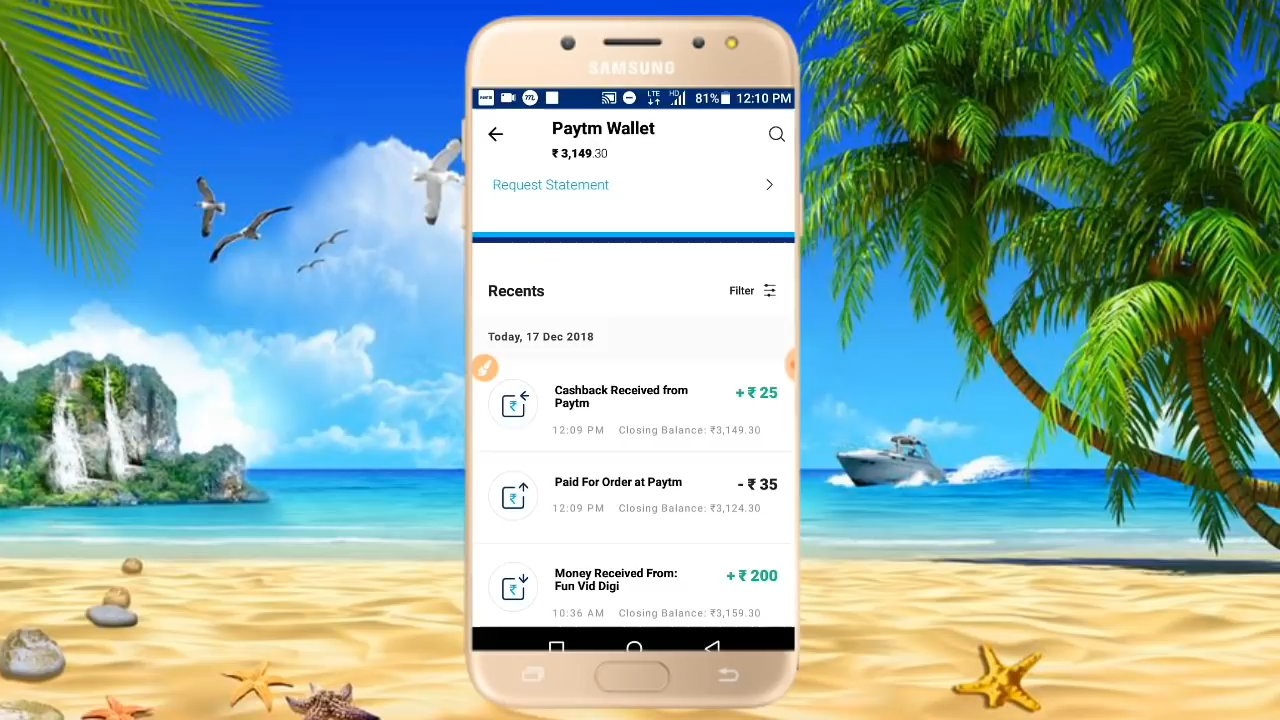 SAMSUNG
LTE HD 81% 12:10 PM
Paytm Wallet
₹ 3,149.30
Request Statement
Recents
Filter
Today, 17 Dec 2018
Cashback Received from
Paytm
+ ₹ 25
12:09 PM Closing Balance: ₹3,149.30
Paid For Order at Paytm
- ₹ 35
12:09 PM Closing Balance: ₹3,124.30
Money Received From:
Fun Vid Digi
+ ₹ 200
10:36 AM Closing Balance: ₹3,159.30